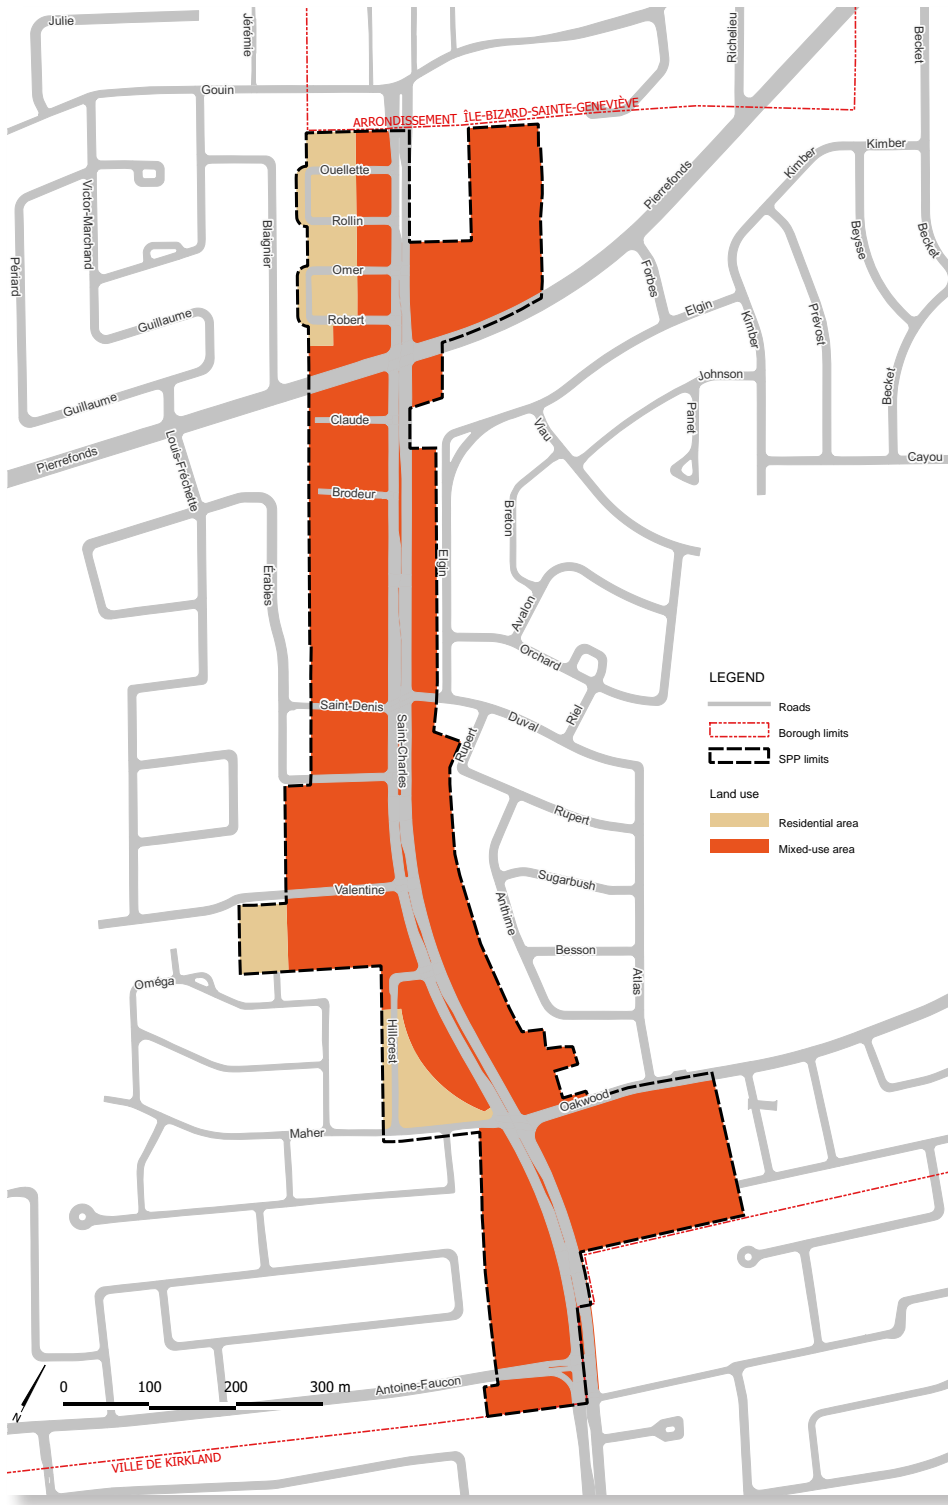 Julie
Jérémie
Richelieu
Becket
Gouin
ARRONDISSEMENT ÎLE-BIZARD-SAINTE-GENEVIÈVE
Kimber
Kimber
Pierrefonds
Ouellette
Victor-Marchand
Blaignier
Rollin
Beysse
Becket
Périard
Omer
Forbes
Guillaume
Robert
Elgin
Kimber
Prévost
Johnson
Becket
Guillaume
Claude
Viau
Panet
Pierrefonds
Louis-Fréchette
Cayou
Brodeur
Breton
Elgin
Érables
Avalon
Orchard
LEGEND
Roads
Borough limits
SPP limits
Land use
Residential area
Mixed-use area
Saint-Denis
Saint-Charles
Rupert
Duval
Riel
Rupert
Sugarbush
Valentine
Anthime
Besson
Atlas
Oméga
Hillcrest
Oakwood
Maher
0 100 200 300 m
N
Antoine-Faucon
VILLE DE KIRKLAND